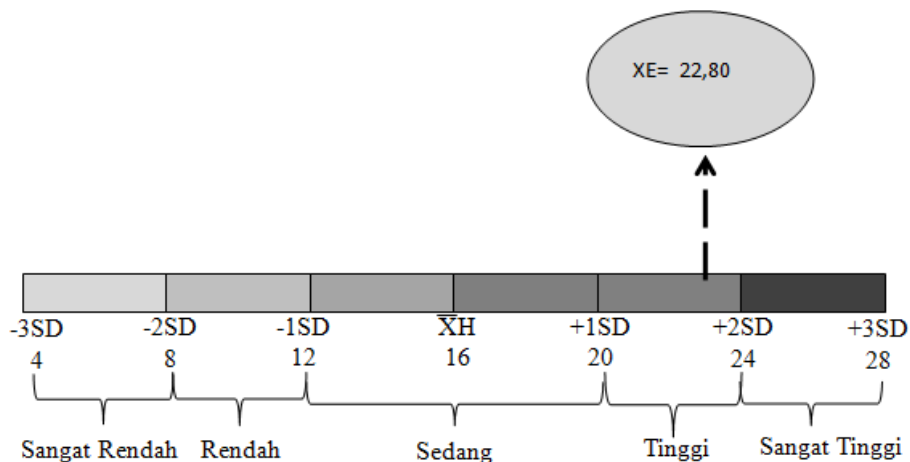 XE= 22,80
-3SD -2SD -1SD X̅H +1SD +2SD +3SD
4 8 12 16 20 24 28
Sangat Rendah Rendah Sedang Tinggi Sangat Tinggi